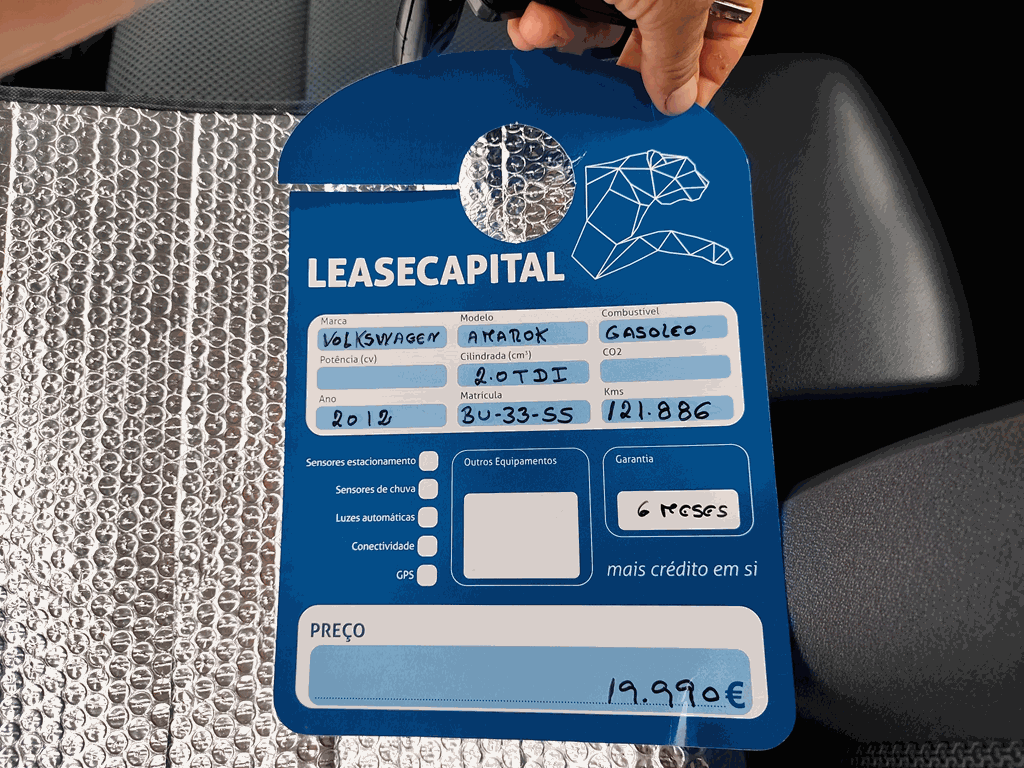 LEASECAPITAL
Marca Modelo Combustível
VOLKSWAGEN AMAROK GASOLEO
Potência (cv) Cilindrada (cm³) CO2
2.0 TDI
Ano Matrícula Kms
2012 BU-33-SS 121.886
Sensores estacionamento
Sensores de chuva
Luzes automáticas
Conectividade
GPS
Outros Equipamentos
Garantia
6 MESES
mais crédito em si
PREÇO
19.990€